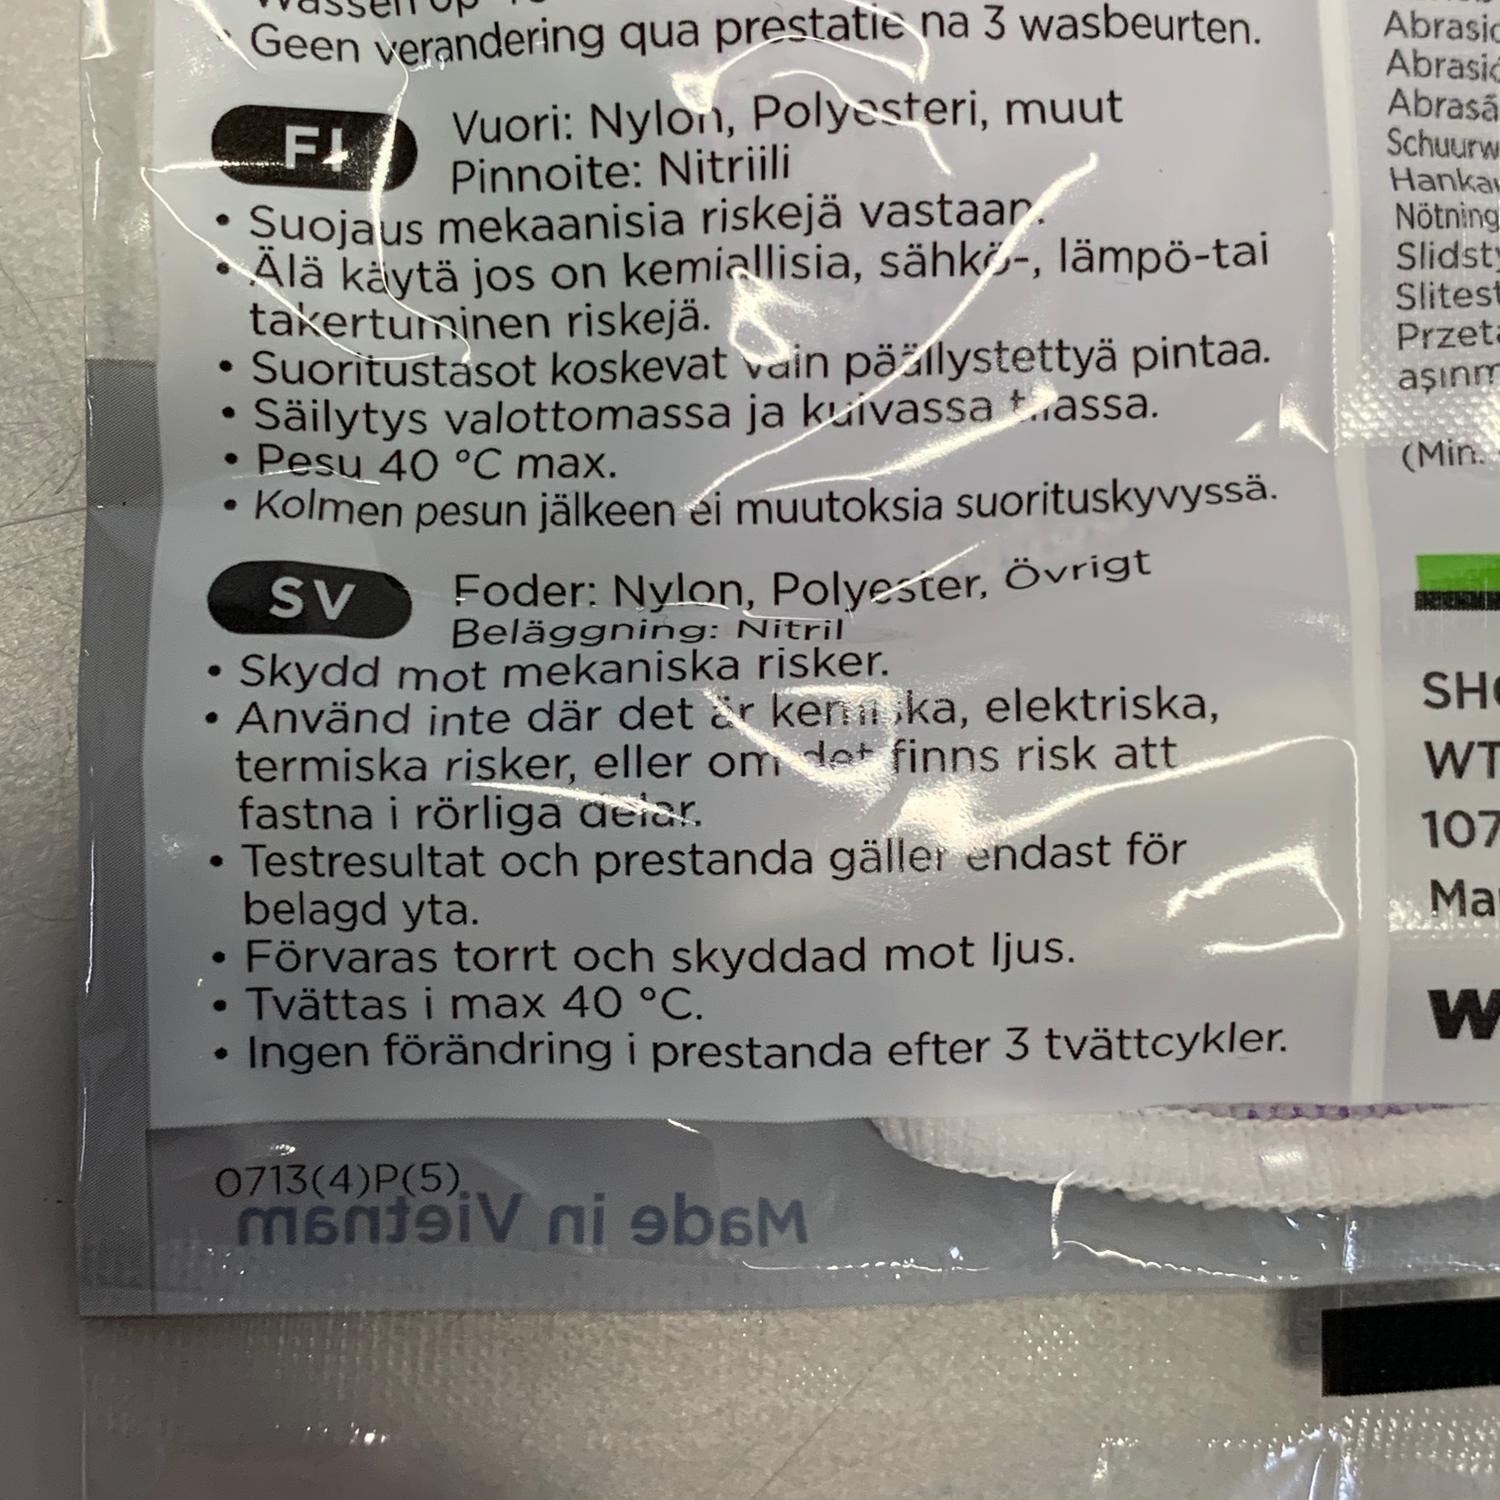 Wassen op
• Geen verandering qua prestatie na 3 wasbeurten.
FI
Vuori: Nylon, Polyesteri, muut
Pinnoite: Nitriili
• Suojaus mekaanisia riskejä vastaan.
• Älä käytä jos on kemiallisia, sähkö-, lämpö-tai
takertuminen riskejä.
• Suoritustasot koskevat vain päällystettyä pintaa.
• Säilytys valottomassa ja kuivassa tilassa.
• Pesu 40 °C max.
• Kolmen pesun jälkeen ei muutoksia suorituskyvyssä.
SV
Foder: Nylon, Polyester, Övrigt
Beläggning: Nitril
• Skydd mot mekaniska risker.
• Använd inte där det är kemiska, elektriska,
termiska risker, eller om det finns risk att
fastna i rörliga delar.
• Testresultat och prestanda gäller endast för
belagd yta.
• Förvaras torrt och skyddad mot ljus.
• Tvättas i max 40 °C.
• Ingen förändring i prestanda efter 3 tvättcykler.
0713(4)P(5)
Made in Vietnam
Abrasio
Abrasió
Abrasã
Schuurw
Hankau
Nötning
Slidsty
Slitest
Przeta
aşınm
(Min.
SHO
WT
107
Ma
W